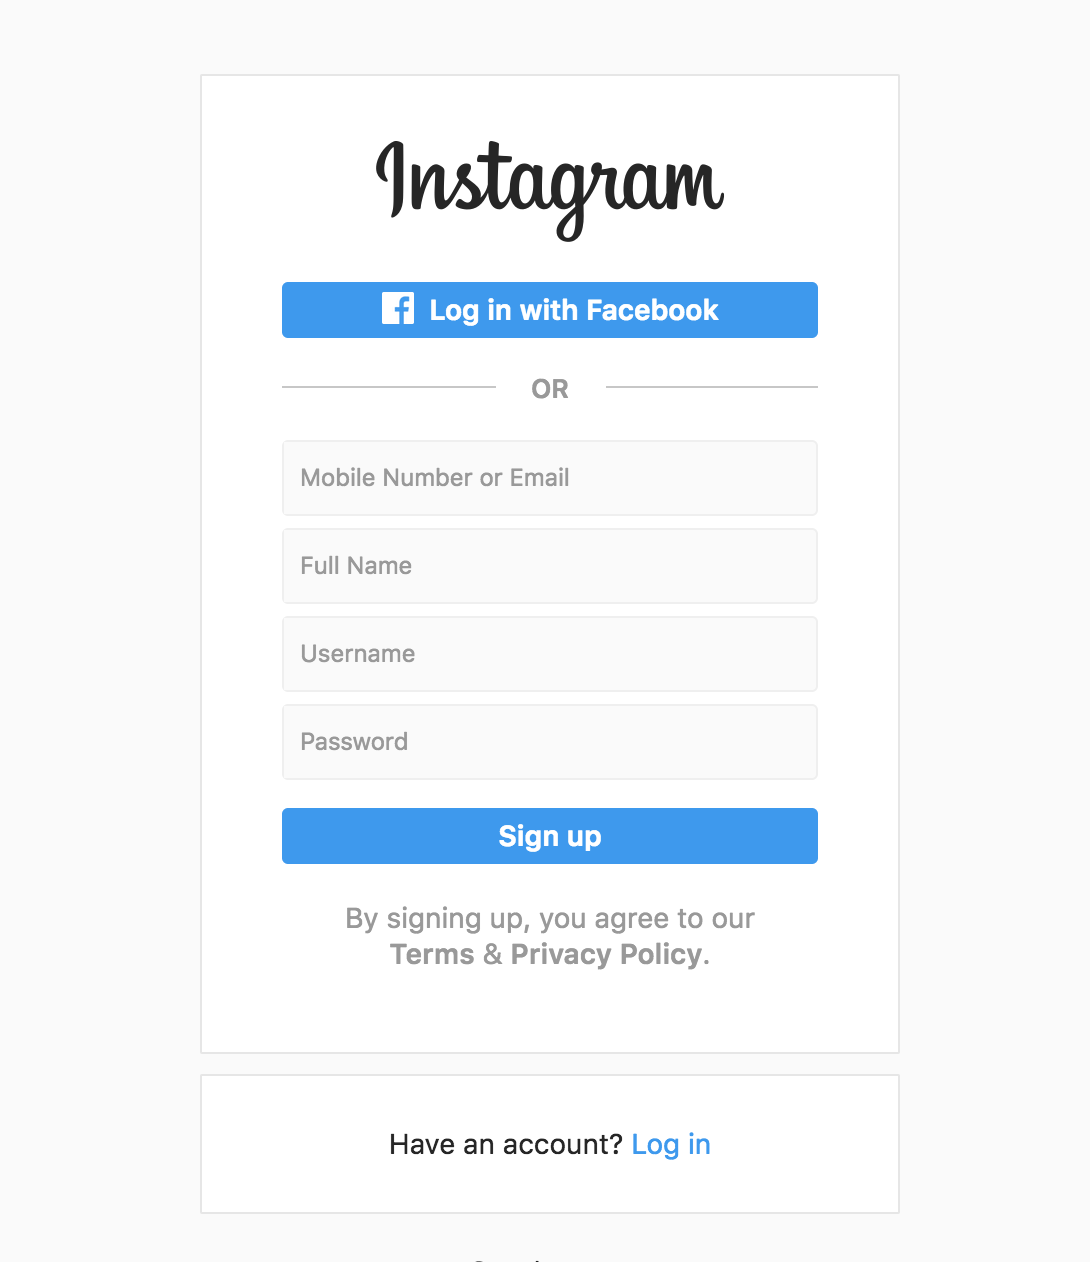 Instagram
Log in with Facebook
OR
Mobile Number or Email
Full Name
Username
Password
Sign up
By signing up, you agree to our
Terms & Privacy Policy.
Have an account? Log in